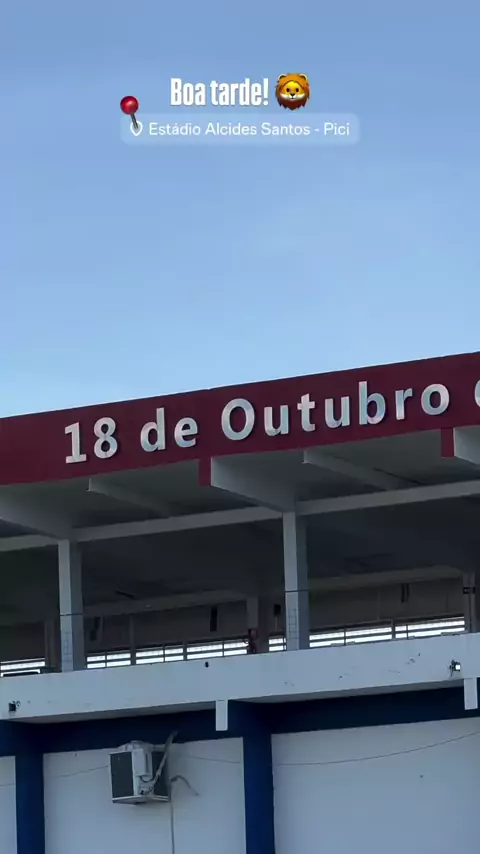 Boa tarde! 🦁
Estádio Alcides Santos - Pici
18 de Outubro